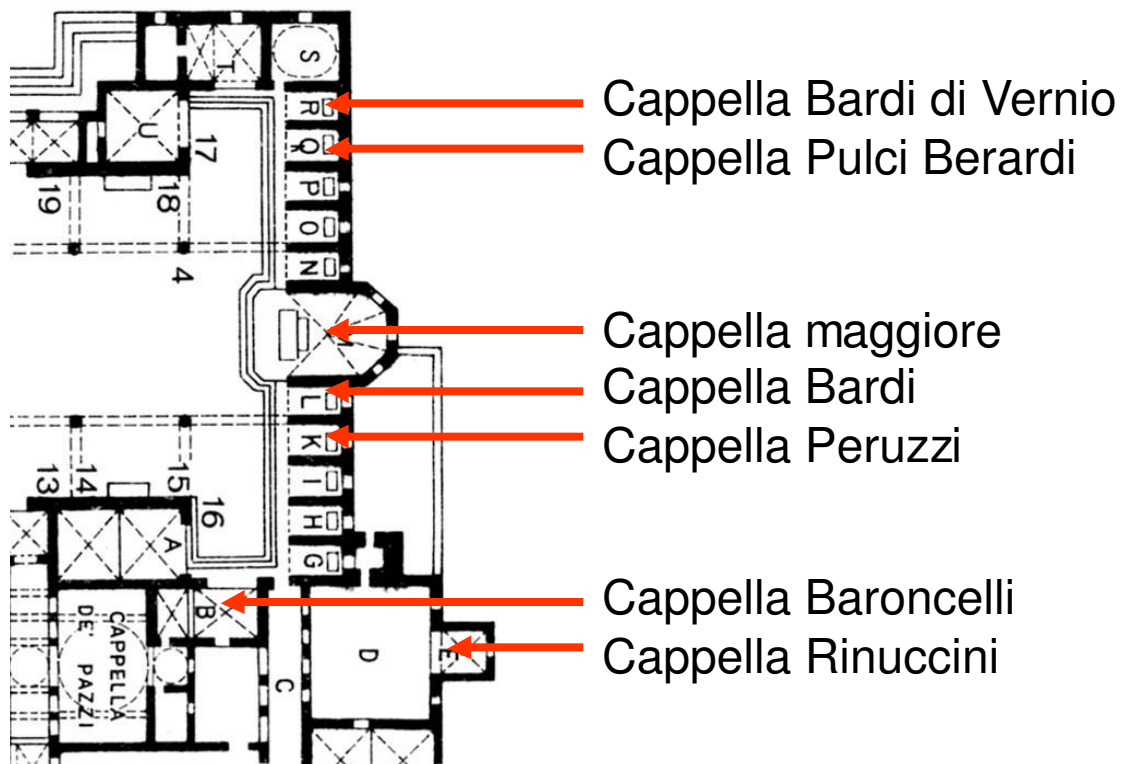 S
T
R
Cappella Bardi di Vernio
U
17
Q
Cappella Pulci Berardi
19
18
P
O
4
N
M
Cappella maggiore
L
Cappella Bardi
K
Cappella Peruzzi
13
14
15
16
I
H
A
G
B
Cappella Baroncelli
CAPPELLA
DE' PAZZI
C
D
E
Cappella Rinuccini